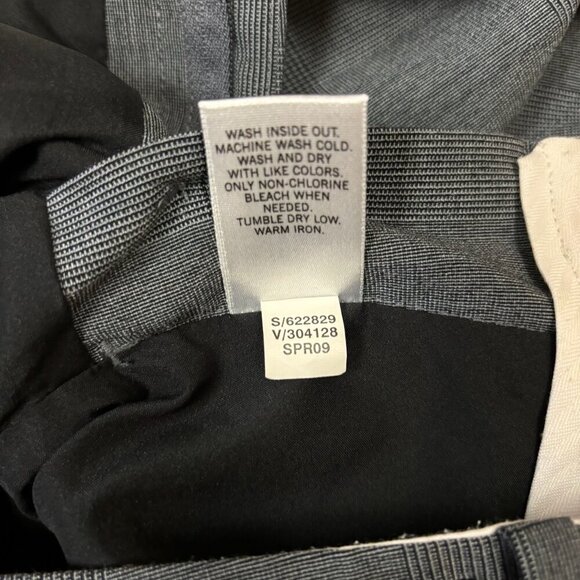 WASH INSIDE OUT.
MACHINE WASH COLD.
WASH AND DRY
WITH LIKE COLORS.
ONLY NON-CHLORINE
BLEACH WHEN
NEEDED.
TUMBLE DRY LOW.
WARM IRON.
S/622829
V/304128
SPR09